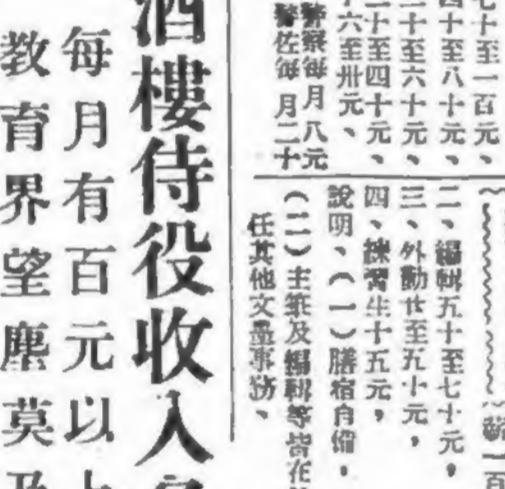 七十至一百元、
四十至八十元、
二十至六十元、
二十至四十元、
十六至卅元、
警察每月八元
警佐每月二十
薪一百
二、編輯五十至七十元，
三、外勤廿至五十元，
四、練習生十五元，
說明、（一）膳宿自備，
（二）主筆及編輯等皆在
任其他文墨事務、
酒樓侍役收入
每月有百元以上
教育界望塵莫及